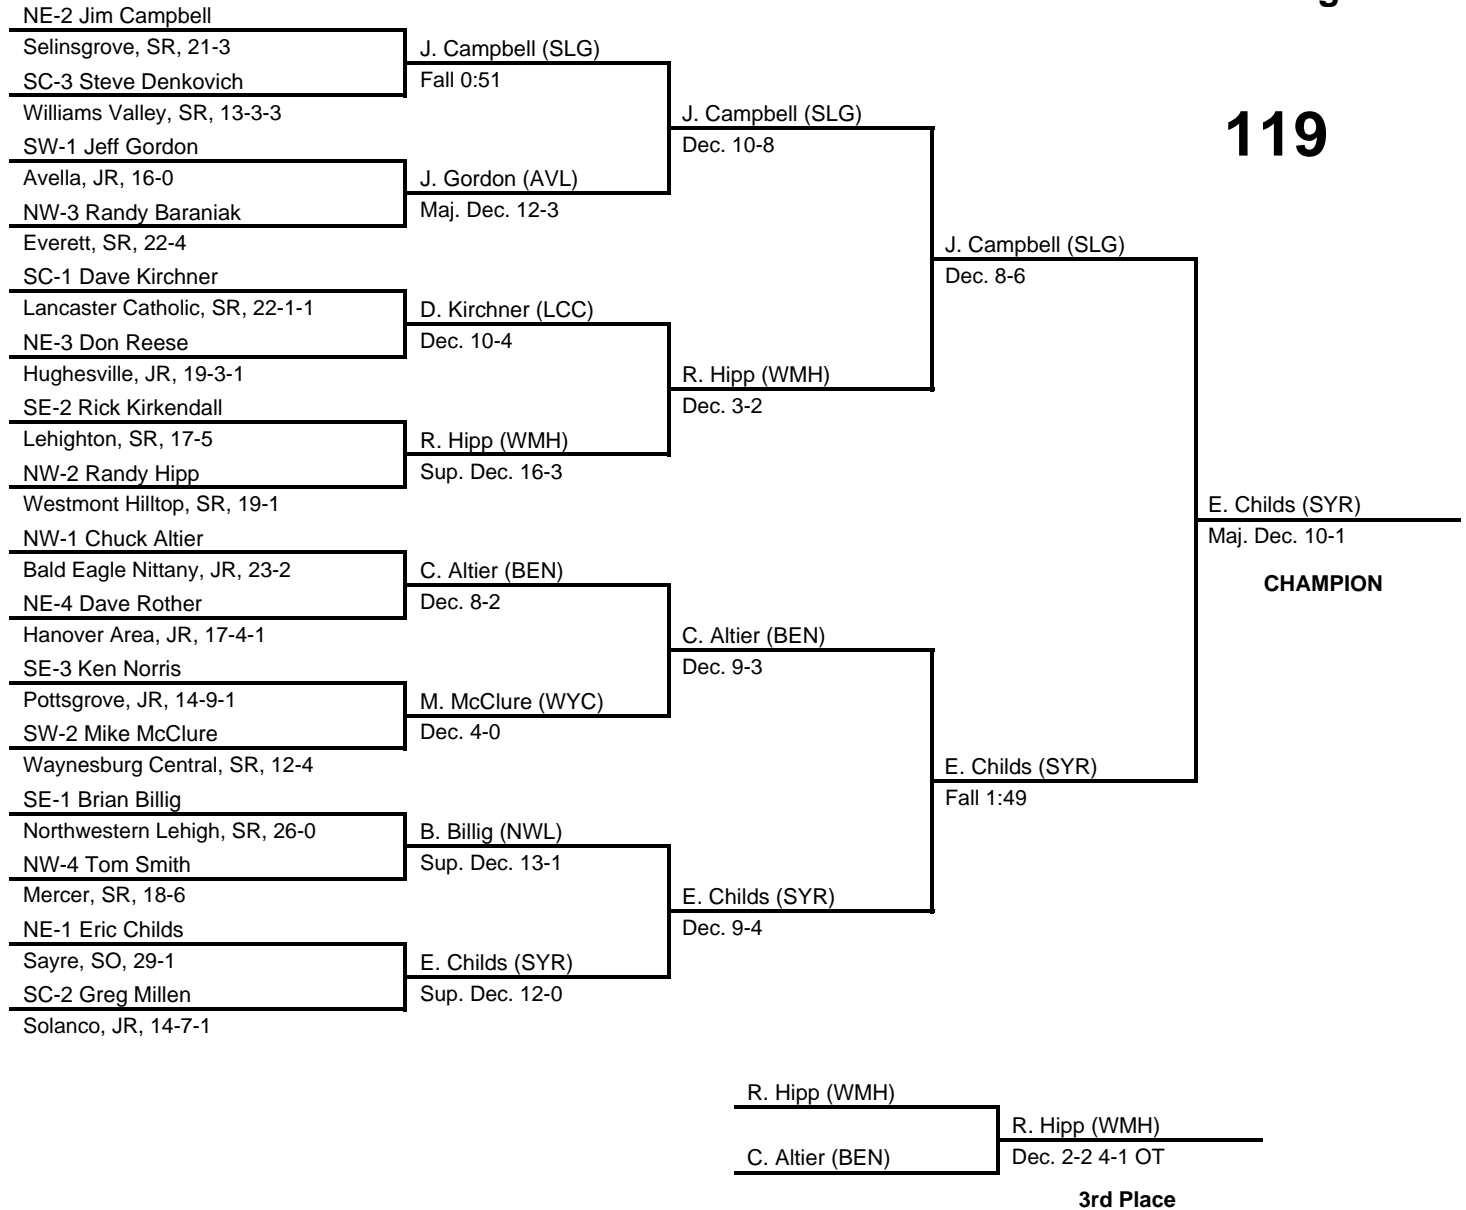 NE-2 Jim Campbell
Selinsgrove, SR, 21-3
SC-3 Steve Denkovich
Williams Valley, SR, 13-3-3
SW-1 Jeff Gordon
Avella, JR, 16-0
NW-3 Randy Baraniak
Everett, SR, 22-4
SC-1 Dave Kirchner
Lancaster Catholic, SR, 22-1-1
NE-3 Don Reese
Hughesville, JR, 19-3-1
SE-2 Rick Kirkendall
Lehighton, SR, 17-5
NW-2 Randy Hipp
Westmont Hilltop, SR, 19-1
NW-1 Chuck Altier
Bald Eagle Nittany, JR, 23-2
NE-4 Dave Rother
Hanover Area, JR, 17-4-1
SE-3 Ken Norris
Pottsgrove, JR, 14-9-1
SW-2 Mike McClure
Waynesburg Central, SR, 12-4
SE-1 Brian Billig
Northwestern Lehigh, SR, 26-0
NW-4 Tom Smith
Mercer, SR, 18-6
NE-1 Eric Childs
Sayre, SO, 29-1
SC-2 Greg Millen
Solanco, JR, 14-7-1
J. Campbell (SLG)
Fall 0:51
J. Gordon (AVL)
Maj. Dec. 12-3
D. Kirchner (LCC)
Dec. 10-4
R. Hipp (WMH)
Sup. Dec. 16-3
C. Altier (BEN)
Dec. 8-2
M. McClure (WYC)
Dec. 4-0
B. Billig (NWL)
Sup. Dec. 13-1
E. Childs (SYR)
Sup. Dec. 12-0
J. Campbell (SLG)
Dec. 10-8
R. Hipp (WMH)
Dec. 3-2
C. Altier (BEN)
Dec. 9-3
E. Childs (SYR)
Dec. 9-4
J. Campbell (SLG)
Dec. 8-6
E. Childs (SYR)
Fall 1:49
119
E. Childs (SYR)
Maj. Dec. 10-1
CHAMPION
R. Hipp (WMH)
C. Altier (BEN)
R. Hipp (WMH)
Dec. 2-2 4-1 OT
3rd Place